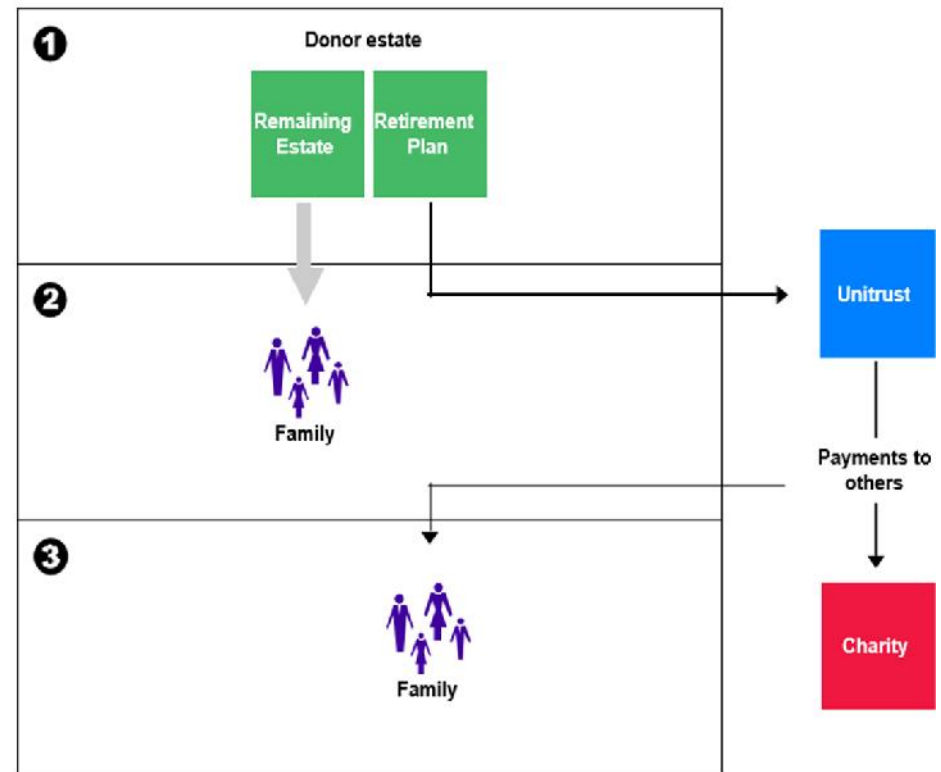 1
Donor estate
Remaining
Estate
Retirement
Plan
2
Unitrust
Family
Payments to
others
3
Charity
Family